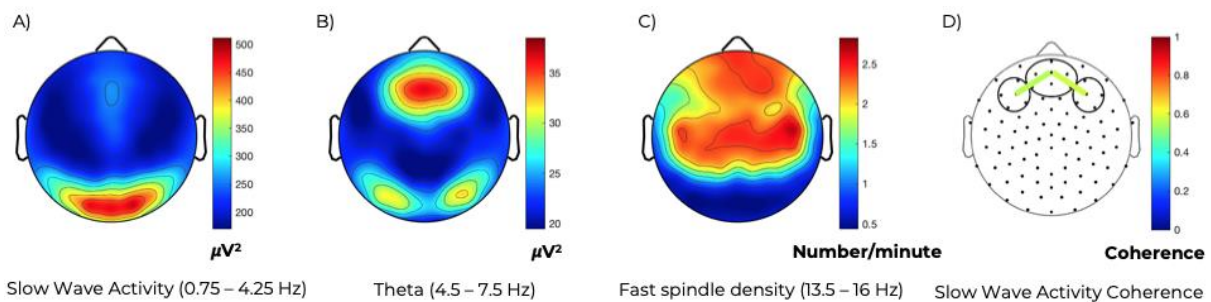 A)
B)
C)
D)
500
450
400
350
300
250
200
μV²
35
30
25
20
μV²
2.5
2
1.5
1
0.5
Number/minute
1
0.8
0.6
0.4
0.2
0
Coherence
Slow Wave Activity (0.75 – 4.25 Hz)
Theta (4.5 – 7.5 Hz)
Fast spindle density (13.5 – 16 Hz)
Slow Wave Activity Coherence